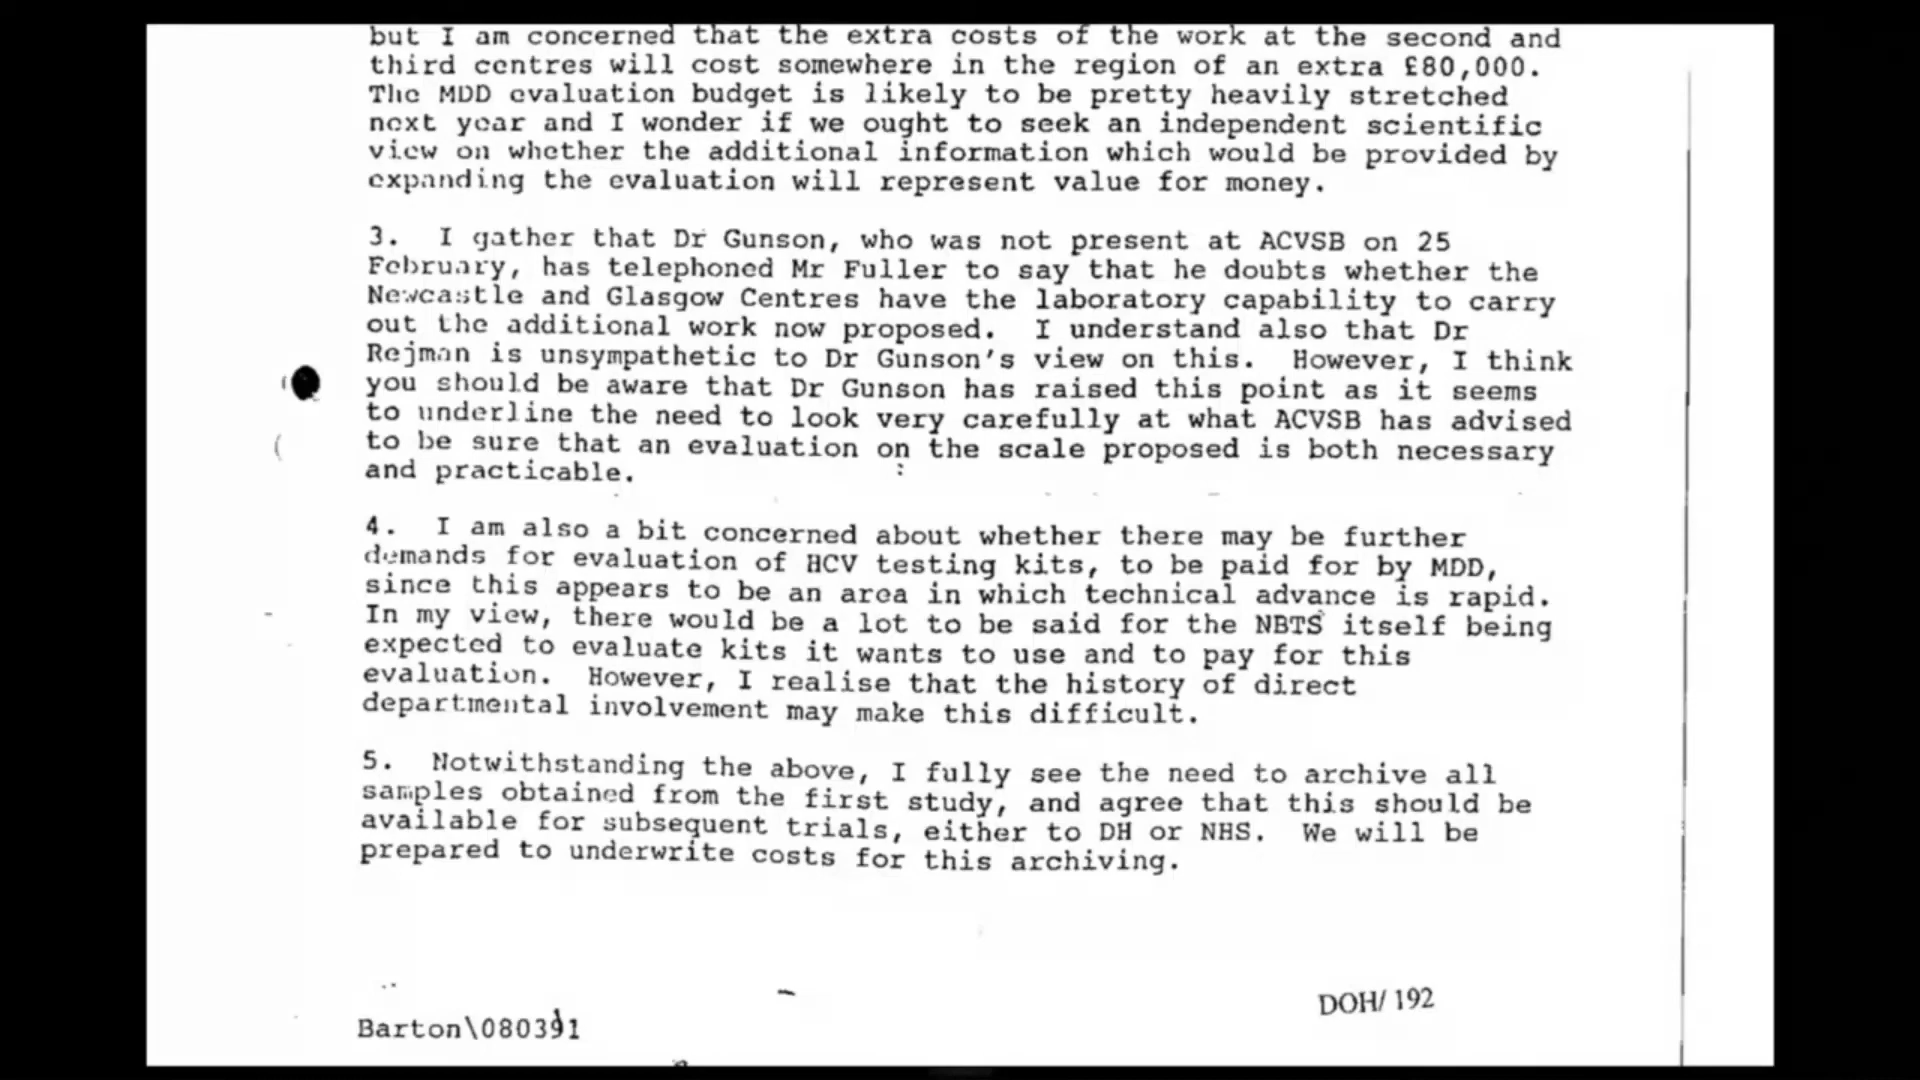 but I am concerned that the extra costs of the work at the second and
third centres will cost somewhere in the region of an extra £80,000.
The MDD evaluation budget is likely to be pretty heavily stretched
next year and I wonder if we ought to seek an independent scientific
view on whether the additional information which would be provided by
expanding the evaluation will represent value for money.
3. I gather that Dr Gunson, who was not present at ACVSB on 25
February, has telephoned Mr Fuller to say that he doubts whether the
Newcastle and Glasgow Centres have the laboratory capability to carry
out the additional work now proposed. I understand also that Dr
Rejman is unsympathetic to Dr Gunson's view on this. However, I think
you should be aware that Dr Gunson has raised this point as it seems
to underline the need to look very carefully at what ACVSB has advised
to be sure that an evaluation on the scale proposed is both necessary
and practicable.
4. I am also a bit concerned about whether there may be further
demands for evaluation of HCV testing kits, to be paid for by MDD,
since this appears to be an area in which technical advance is rapid.
In my view, there would be a lot to be said for the NBTS itself being
expected to evaluate kits it wants to use and to pay for this
evaluation. However, I realise that the history of direct
departmental involvement may make this difficult.
5. Notwithstanding the above, I fully see the need to archive all
samples obtained from the first study, and agree that this should be
available for subsequent trials, either to DH or NHS. We will be
prepared to underwrite costs for this archiving.
DOH/ 192
Barton\080391